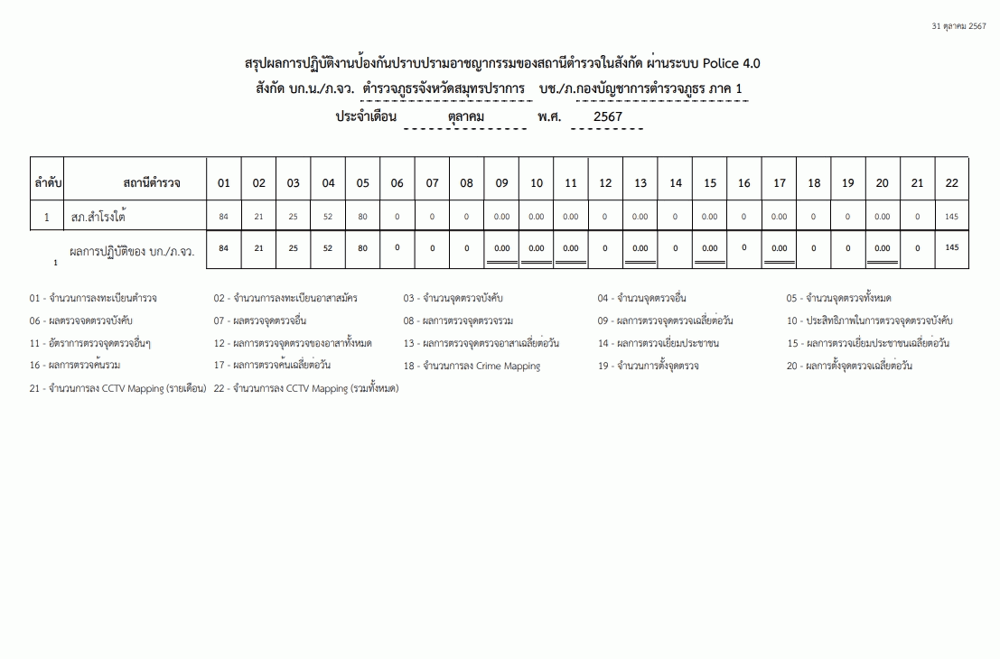 31 ตุลาคม 2567
สรุปผลการปฏิบัติงานป้องกันปราบปรามอาชญากรรมของสถานีตำรวจในสังกัด ผ่านระบบ Police 4.0
สังกัด บก.น./ภ.จว. ตำรวจภูธรจังหวัดสมุทรปราการ บช./ภ.กองบัญชาการตำรวจภูธร ภาค 1
ประจำเดือน ตุลาคม พ.ศ. 2567
ลำดับ สถานีตำรวจ 01 02 03 04 05 06 07 08 09 10 11 12 13 14 15 16 17 18 19 20 21 22
1 สภ.สำโรงใต้ 84 21 25 52 80 0 0 0 0.00 0.00 0.00 0 0.00 0 0.00 0 0.00 0 0 0.00 0 145
1 ผลการปฏิบัติของ บก./ภ.จว. 84 21 25 52 80 0 0 0 0.00 0.00 0.00 0 0.00 0 0.00 0 0.00 0 0 0.00 0 145
01 - จำนวนการลงทะเบียนตำรวจ 02 - จำนวนการลงทะเบียนอาสาสมัคร 03 - จำนวนจุดตรวจบังคับ 04 - จำนวนจุดตรวจอื่น 05 - จำนวนจุดตรวจทั้งหมด
06 - ผลตรวจจดตรวจบังคับ 07 - ผลตรวจจุดตรวจอื่น 08 - ผลการตรวจจุดตรวจรวม 09 - ผลการตรวจจุดตรวจเฉลี่ยต่อวัน 10 - ประสิทธิภาพในการตรวจจุดตรวจบังคับ
11 - อัตราการตรวจจุดตรวจอื่นๆ 12 - ผลการตรวจจุดตรวจของอาสาทั้งหมด 13 - ผลการตรวจจุดตรวจอาสาเฉลี่ยต่อวัน 14 - ผลการตรวจเยี่ยมประชาชน 15 - ผลการตรวจเยี่ยมประชาชนเฉลี่ยต่อวัน
16 - ผลการตรวจค้นรวม 17 - ผลการตรวจค้นเฉลี่ยต่อวัน 18 - จำนวนการลง Crime Mapping 19 - จำนวนการตั้งจุดตรวจ 20 - ผลการตั้งจุดตรวจเฉลี่ยต่อวัน
21 - จำนวนการลง CCTV Mapping (รายเดือน) 22 - จำนวนการลง CCTV Mapping (รวมทั้งหมด)